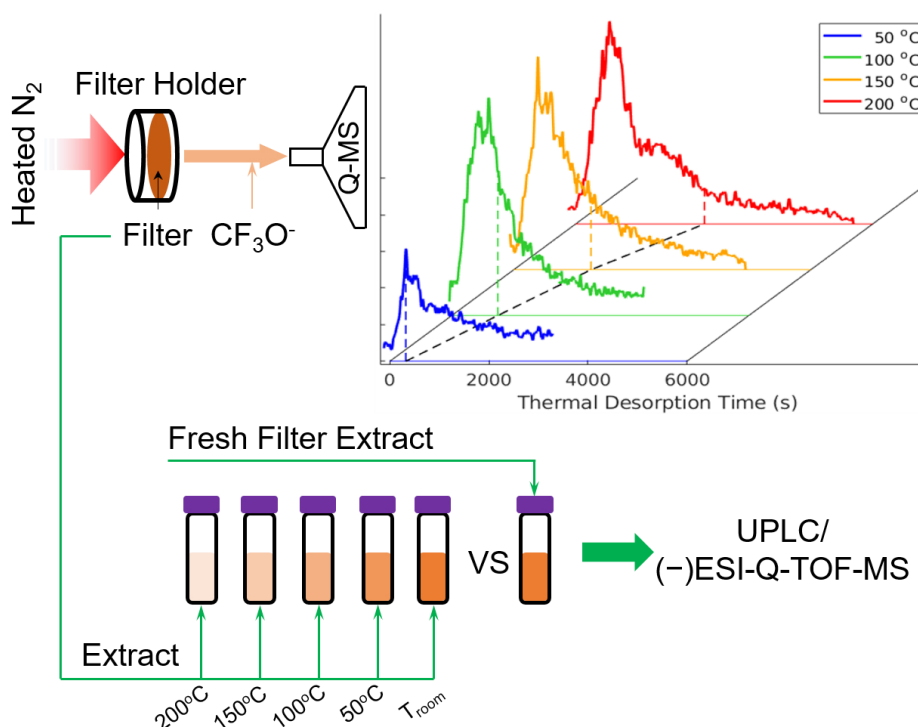 50 °C
100 °C
150 °C
200 °C
Heated N2
Filter Holder
Q-MS
Filter
CF3O-
0
2000
4000
6000
Thermal Desorption Time (s)
Fresh Filter Extract
VS
UPLC/
(−)ESI-Q-TOF-MS
Extract
200°C
150°C
100°C
50°C
Troom